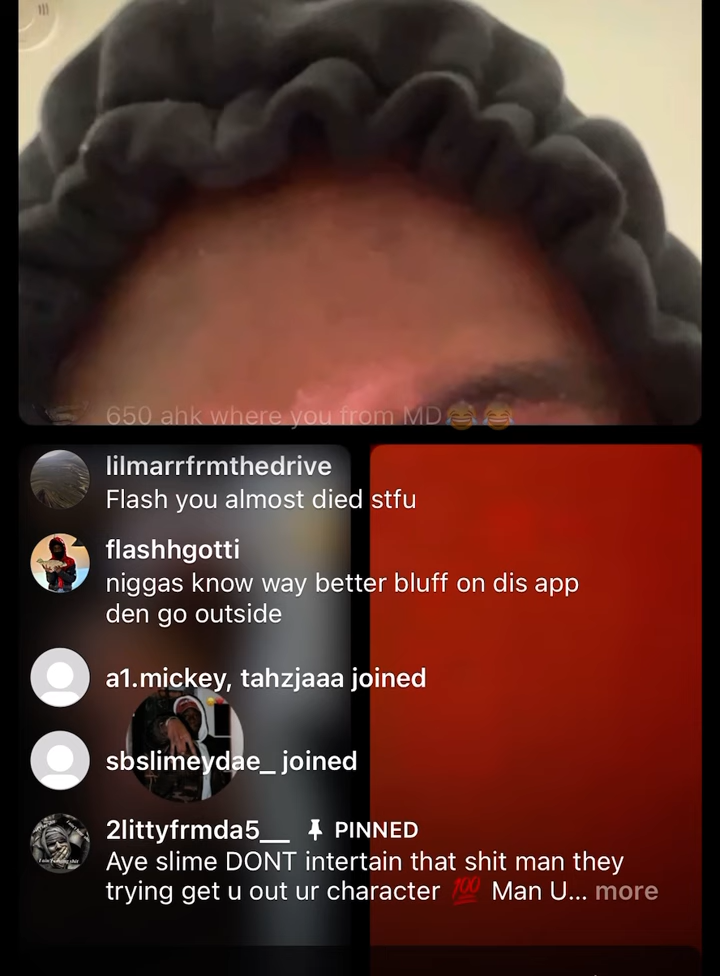 650 ahk where you from MD😂😂
lilmarrfrmthedrive
Flash you almost died stfu
flashhgotti
niggas know way better bluff on dis app
den go outside
a1.mickey, tahzjaaa joined
sbslimeydae_ joined
2littyfrmda5__ PINNED
Aye slime DONT intertain that shit man they
trying get u out ur character 💯 Man U... more